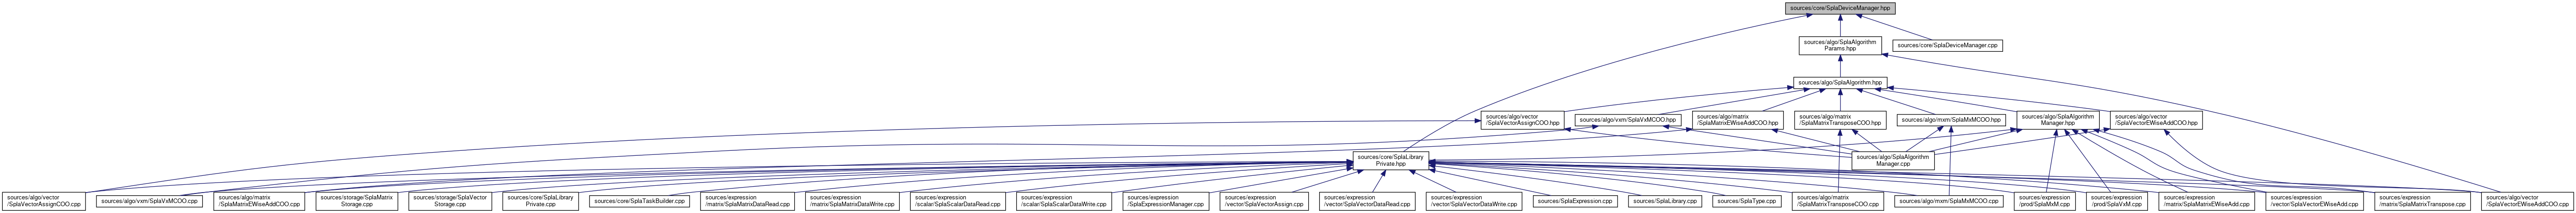 sources/core/SplaDeviceManager.hpp
sources/algo/SplaAlgorithm
Params.hpp
sources/core/SplaDeviceManager.cpp
sources/algo/SplaAlgorithm.hpp
sources/algo/vector
/SplaVectorAssignCOO.hpp
sources/algo/vxm/SplaVxMCOO.hpp
sources/algo/matrix
/SplaMatrixEWiseAddCOO.hpp
sources/algo/matrix
/SplaMatrixTransposeCOO.hpp
sources/algo/mxm/SplaMxMCOO.hpp
sources/algo/SplaAlgorithm
Manager.hpp
sources/algo/vector
/SplaVectorEWiseAddCOO.hpp
sources/core/SplaLibrary
Private.hpp
sources/algo/SplaAlgorithm
Manager.cpp
sources/algo/vector
/SplaVectorAssignCOO.cpp
sources/algo/vxm/SplaVxMCOO.cpp
sources/algo/matrix
/SplaMatrixEWiseAddCOO.cpp
sources/storage/SplaMatrix
Storage.cpp
sources/storage/SplaVector
Storage.cpp
sources/core/SplaLibrary
Private.cpp
sources/core/SplaTaskBuilder.cpp
sources/expression
/matrix/SplaMatrixDataRead.cpp
sources/expression
/matrix/SplaMatrixDataWrite.cpp
sources/expression
/scalar/SplaScalarDataRead.cpp
sources/expression
/scalar/SplaScalarDataWrite.cpp
sources/expression
/SplaExpressionManager.cpp
sources/expression
/vector/SplaVectorAssign.cpp
sources/expression
/vector/SplaVectorDataRead.cpp
sources/expression
/vector/SplaVectorDataWrite.cpp
sources/SplaExpression.cpp
sources/SplaLibrary.cpp
sources/SplaType.cpp
sources/algo/matrix
/SplaMatrixTransposeCOO.cpp
sources/algo/mxm/SplaMxMCOO.cpp
sources/expression
/prod/SplaMxM.cpp
sources/expression
/prod/SplaVxM.cpp
sources/expression
/matrix/SplaMatrixEWiseAdd.cpp
sources/expression
/vector/SplaVectorEWiseAdd.cpp
sources/expression
/matrix/SplaMatrixTranspose.cpp
sources/algo/vector
/SplaVectorEWiseAddCOO.cpp